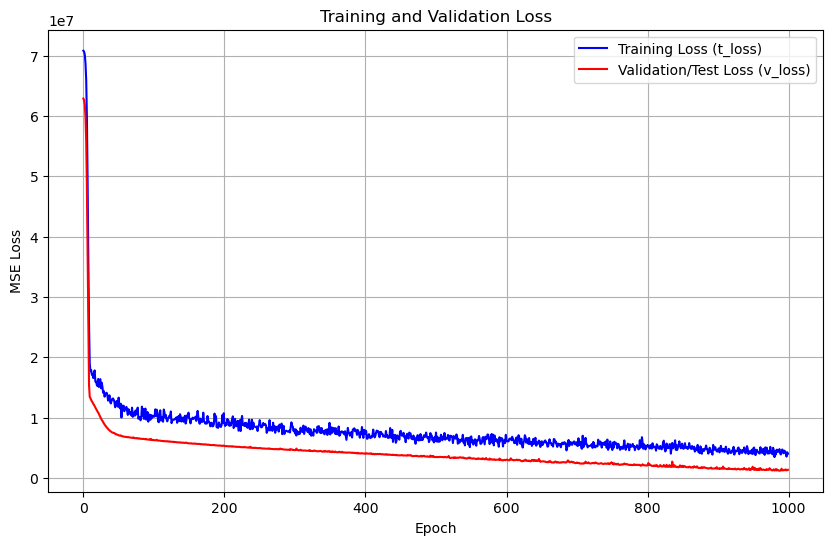 Training and Validation Loss
1e7
Training Loss (t_loss)
Validation/Test Loss (v_loss)
7
6
5
4
3
2
1
0
MSE Loss
0 200 400 600 800 1000
Epoch